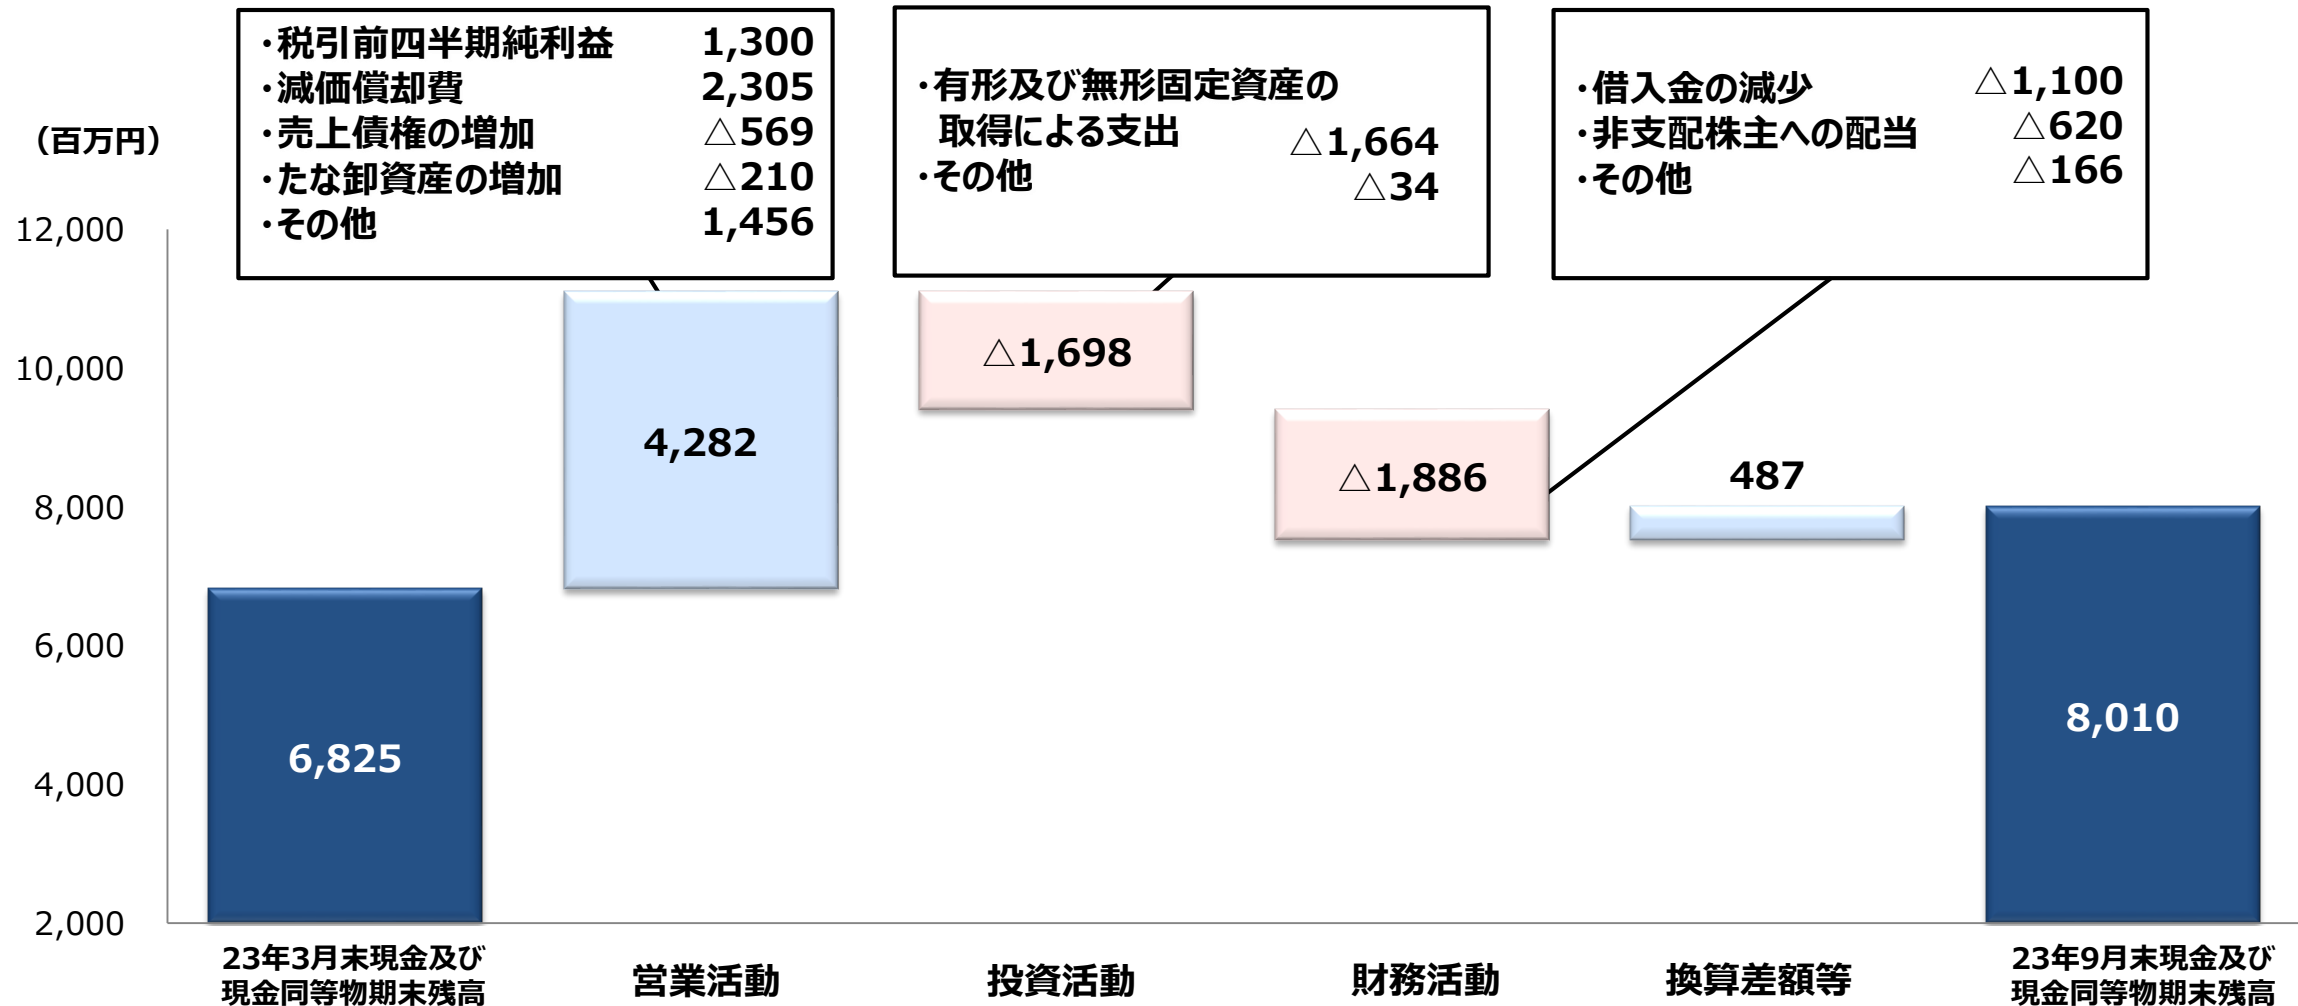 ・税引前四半期純利益 1,300
・減価償却費 2,305
・売上債権の増加 △569
・たな卸資産の増加 △210
・その他 1,456
・有形及び無形固定資産の
取得による支出 △1,664
・その他 △34
・借入金の減少 △1,100
・非支配株主への配当 △620
・その他 △166
（百万円）
12,000
10,000
8,000
6,000
4,000
2,000
6,825
4,282
△1,698
△1,886
487
8,010
23年3月末現金及び
現金同等物期末残高
営業活動
投資活動
財務活動
換算差額等
23年9月末現金及び
現金同等物期末残高